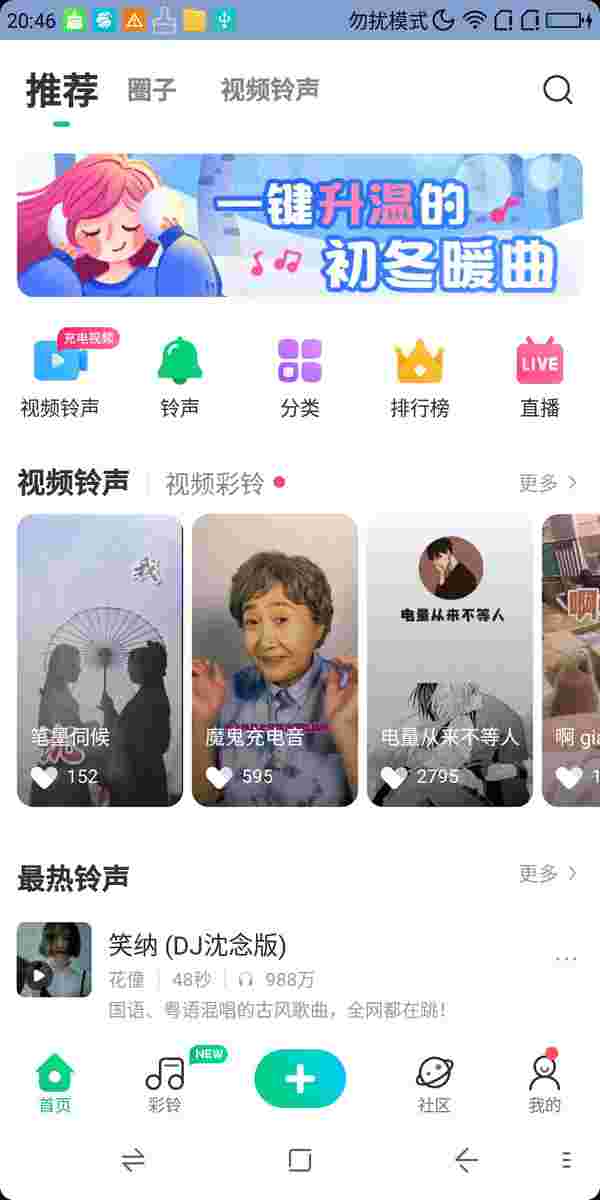 20:46 勿扰模式
推荐 圈子 视频铃声
一键升温的
初冬暖曲
充电视频
LIVE
视频铃声 铃声 分类 排行榜 直播
视频铃声 视频彩铃 更多
我
电量从来不等人
啊
笔墨伺候 魔鬼充电音 电量从来不等人 啊 gia
152 595 2795 1
最热铃声 更多
笑纳 (DJ沈念版)
花僮 48秒 988万
国语、粤语混唱的古风歌曲，全网都在跳！
NEW
首页 彩铃 社区 我的